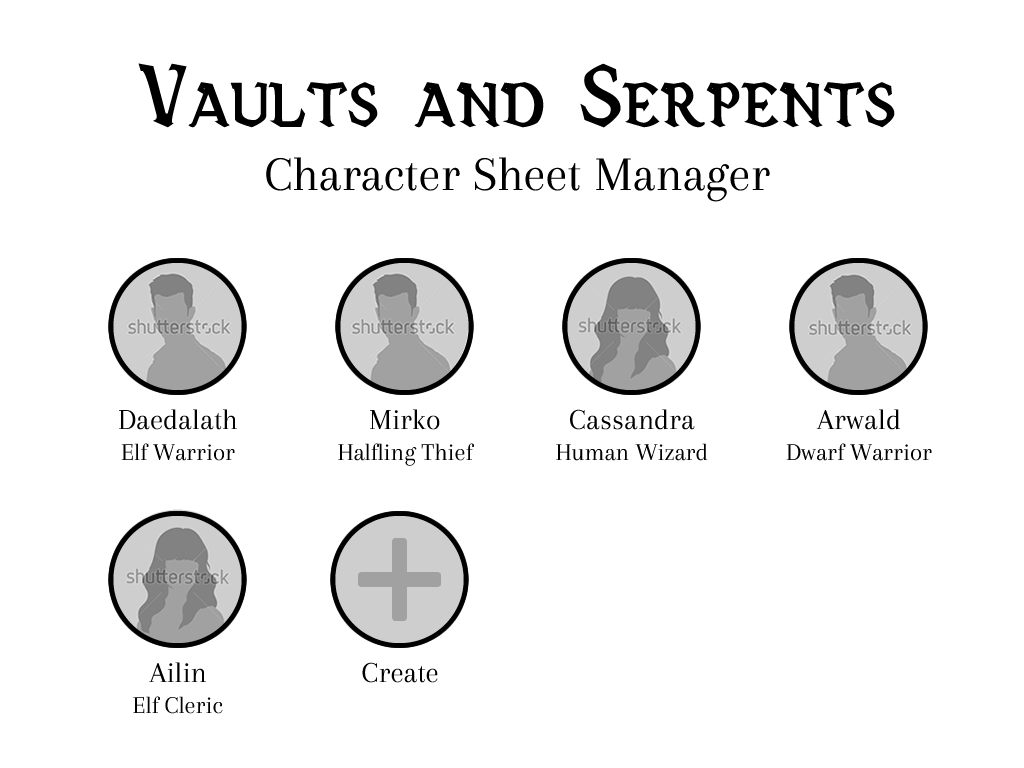 Vaults and Serpents
Character Sheet Manager
shutterstock shutterstock shutterstock shutterstock
Daedalath Mirko Cassandra Arwald
Elf Warrior Halfling Thief Human Wizard Dwarf Warrior
shutterstock
Ailin Create
Elf Cleric